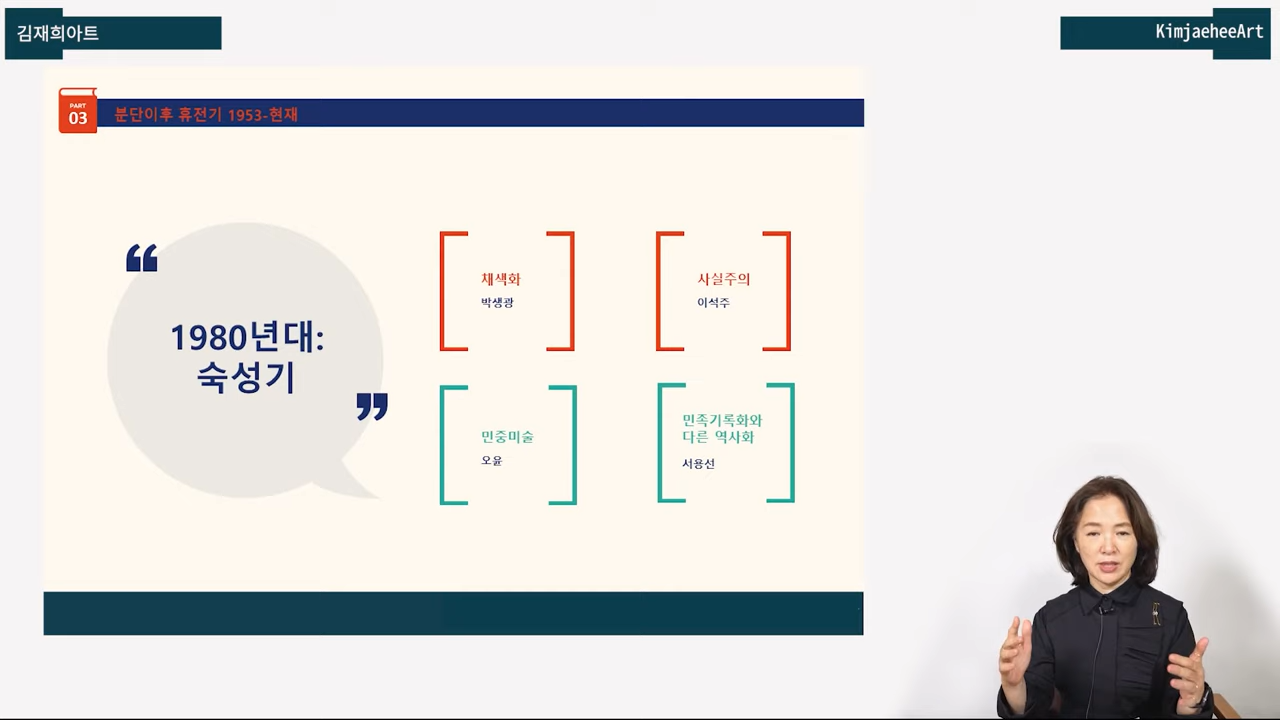 김재희아트
KimjaeheeArt
PART
03
분단이후 휴전기 1953-현재
“
1980년대:
숙성기
”
채색화
박생광
사실주의
이석주
민중미술
오윤
민족기록화와
다른 역사화
서용선